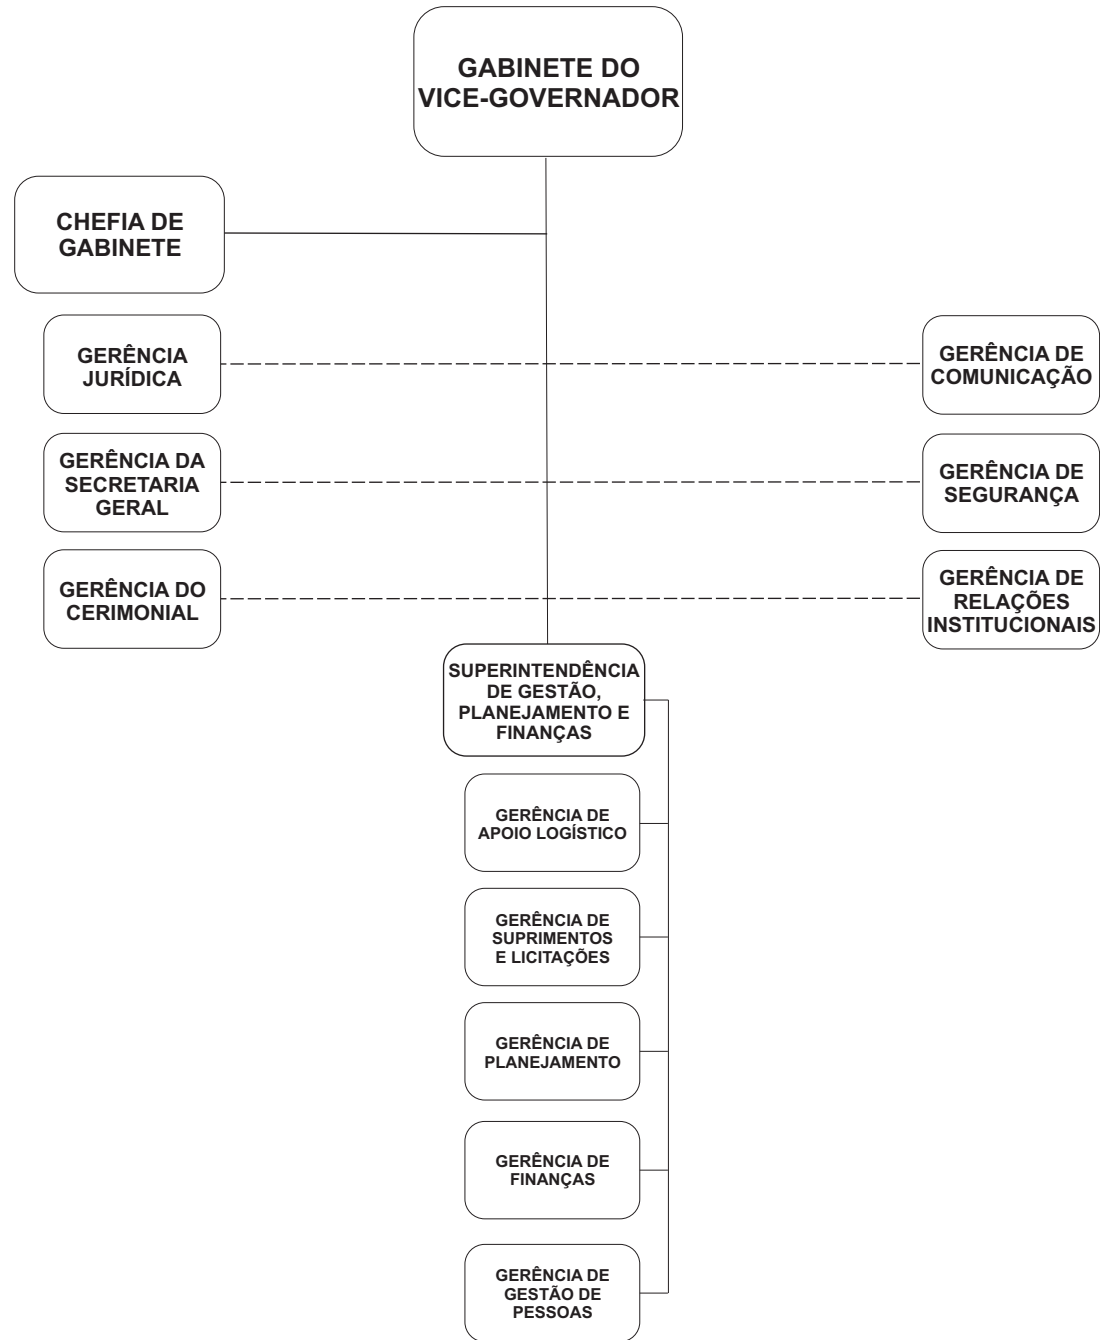 GABINETE DO
VICE-GOVERNADOR
CHEFIA DE
GABINETE
GERÊNCIA
JURÍDICA
GERÊNCIA DE
COMUNICAÇÃO
GERÊNCIA DA
SECRETARIA
GERAL
GERÊNCIA DE
SEGURANÇA
GERÊNCIA DO
CERIMONIAL
GERÊNCIA DE
RELAÇÕES
INSTITUCIONAIS
SUPERINTENDÊNCIA
DE GESTÃO,
PLANEJAMENTO E
FINANÇAS
GERÊNCIA DE
APOIO LOGÍSTICO
GERÊNCIA DE
SUPRIMENTOS
E LICITAÇÕES
GERÊNCIA DE
PLANEJAMENTO
GERÊNCIA DE
FINANÇAS
GERÊNCIA DE
GESTÃO DE
PESSOAS